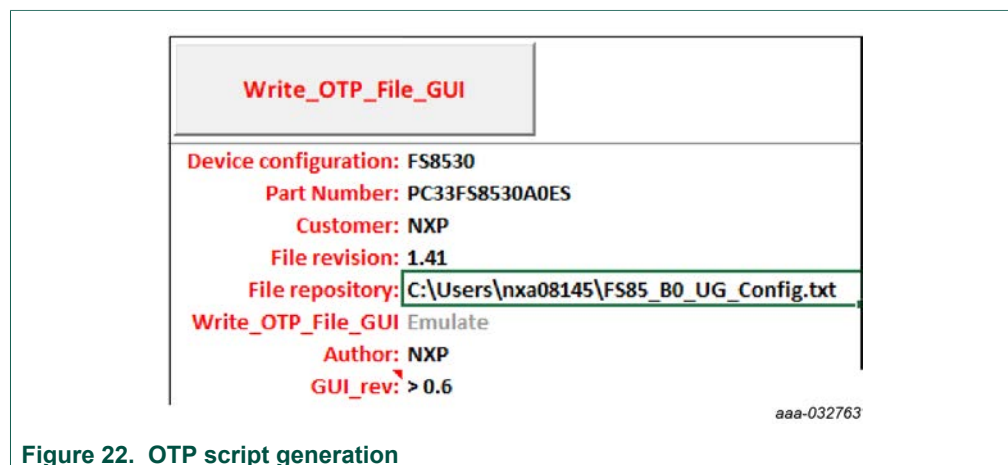 Write_OTP_File_GUI
Device configuration: FS8530
Part Number: PC33FS8530A0ES
Customer: NXP
File revision: 1.41
File repository: C:\Users\nxa08145\FS85_B0_UG_Config.txt
Write_OTP_File_GUI Emulate
Author: NXP
GUI_rev: > 0.6
aaa-032763
Figure 22. OTP script generation